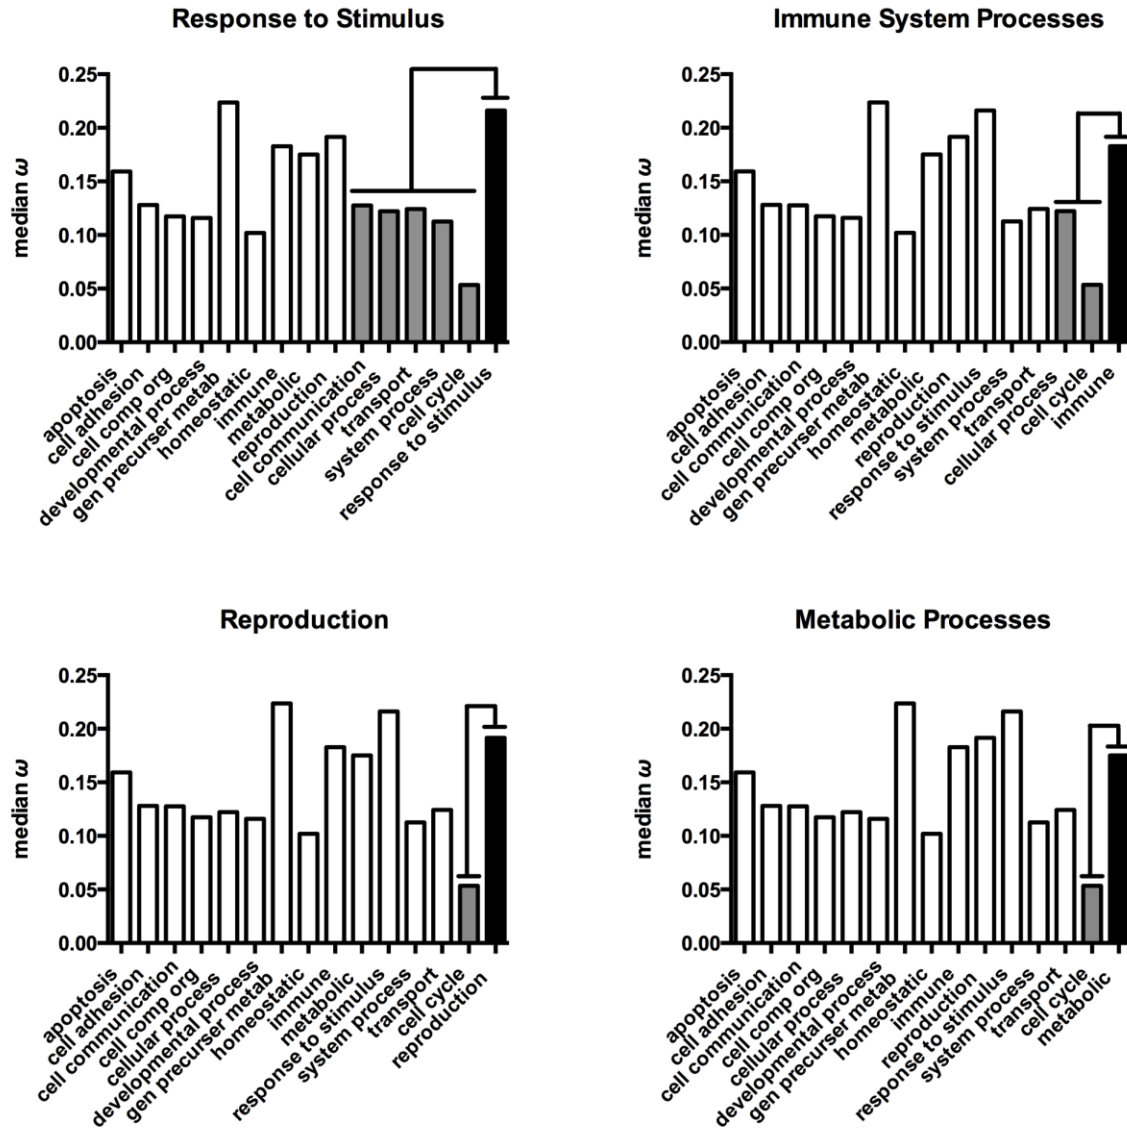 Response to Stimulus
median ω
0.25
0.20
0.15
0.10
0.05
0.00
apoptosis
cell adhesion
cell comp org
developmental process
gen precurser metab
homeostatic
immune
metabolic
reproduction
cell communication
cellular process
transport
system process
cell cycle
response to stimulus
Immune System Processes
median ω
0.25
0.20
0.15
0.10
0.05
0.00
apoptosis
cell adhesion
cell communication
cell comp org
developmental process
gen precurser metab
homeostatic
metabolic
reproduction
response to stimulus
system process
transport
cellular process
cell cycle
immune
Reproduction
median ω
0.25
0.20
0.15
0.10
0.05
0.00
apoptosis
cell adhesion
cell communication
cell comp org
cellular process
developmental process
gen precurser metab
homeostatic
immune
metabolic
response to stimulus
system process
transport
cell cycle
reproduction
Metabolic Processes
median ω
0.25
0.20
0.15
0.10
0.05
0.00
apoptosis
cell adhesion
cell communication
cell comp org
cellular process
developmental process
gen precurser metab
homeostatic
immune
reproduction
response to stimulus
system process
transport
cell cycle
metabolic